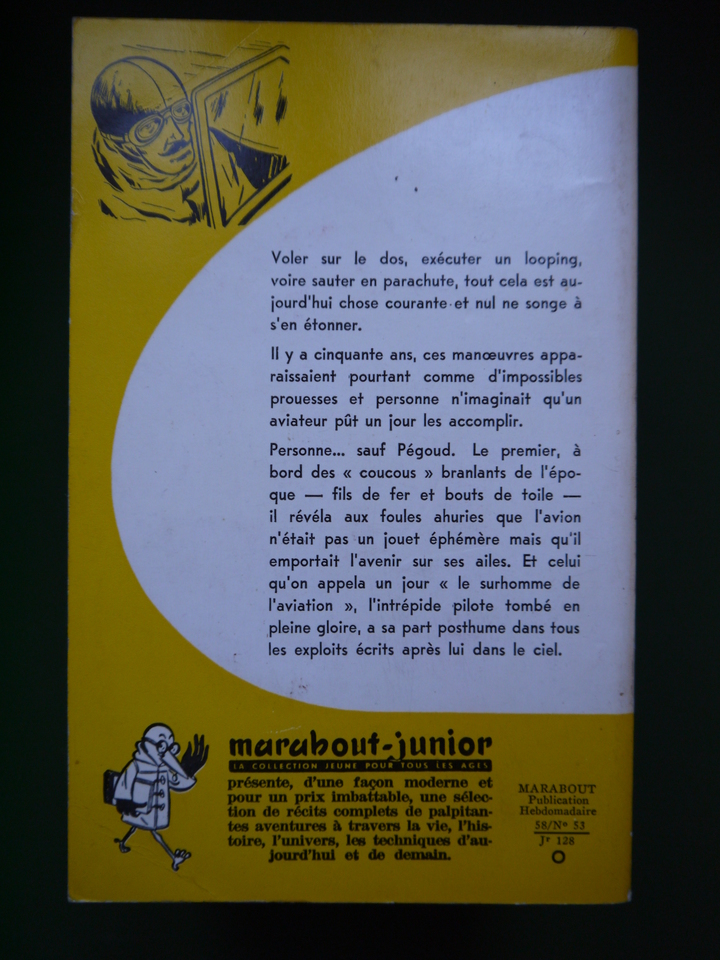 Voler sur le dos, exécuter un looping,
voire sauter en parachute, tout cela est au-
jourd'hui chose courante et nul ne songe à
s'en étonner.
Il y a cinquante ans, ces manœuvres appa-
raissaient pourtant comme d'impossibles
prouesses et personne n'imaginait qu'un
aviateur pût un jour les accomplir.
Personne... sauf Pégoud. Le premier, à
bord des « coucous » branlants de l'épo-
que — fils de fer et bouts de toile —
il révéla aux foules ahuries que l'avion
n'était pas un jouet éphémère mais qu'il
emportait l'avenir sur ses ailes. Et celui
qu'on appela un jour « le surhomme de
l'aviation », l'intrépide pilote tombé en
pleine gloire, a sa part posthume dans tous
les exploits écrits après lui dans le ciel.
marabout-junior
LA COLLECTION JEUNE POUR TOUS LES AGES
présente, d'une façon moderne et
pour un prix imbattable, une sélec-
tion de récits complets de palpitan-
tes aventures à travers la vie, l'his-
toire, l'univers, les techniques d'au-
jourd'hui et de demain.
MARABOUT
Publication
Hebdomadaire
58/N° 53
Jr 128